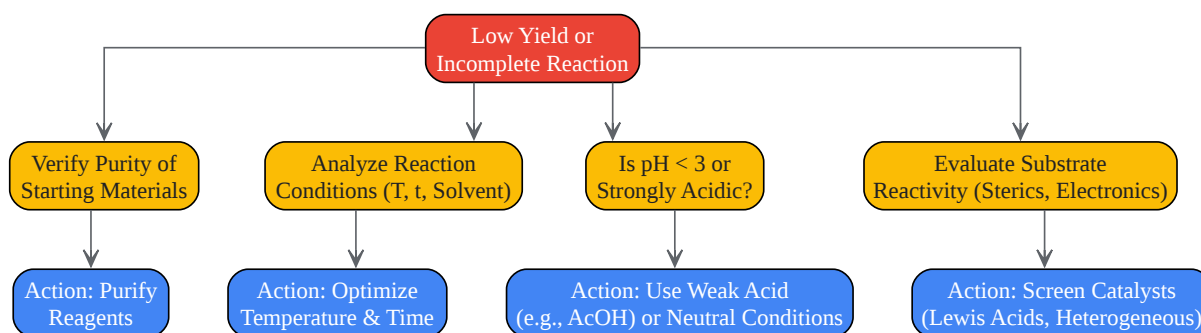 Low Yield or
Incomplete Reaction
Verify Purity of
Starting Materials
Analyze Reaction
Conditions (T, t, Solvent)
Is pH < 3 or
Strongly Acidic?
Evaluate Substrate
Reactivity (Sterics, Electronics)
Action: Purify
Reagents
Action: Optimize
Temperature & Time
Action: Use Weak Acid
(e.g., AcOH) or Neutral Conditions
Action: Screen Catalysts
(Lewis Acids, Heterogeneous)